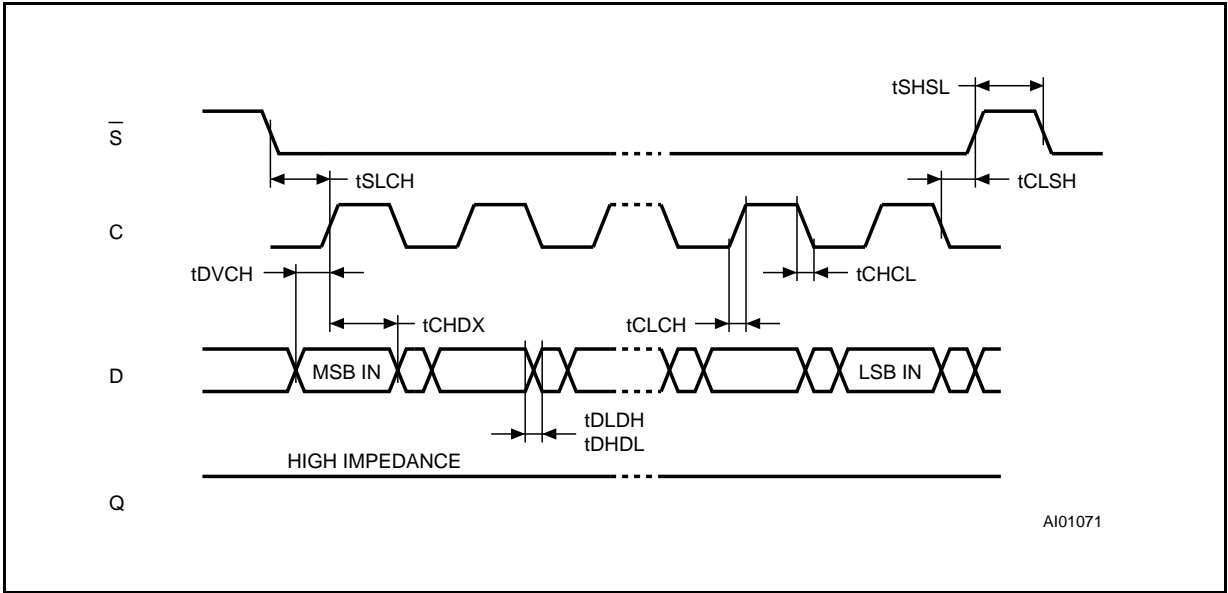 tSHSL
S̅
tSLCH
tCLSH
C
tDVCH
tCHCL
tCHDX
tCLCH
D
MSB IN
LSB IN
tDLDH
tDHDL
HIGH IMPEDANCE
Q
AI01071